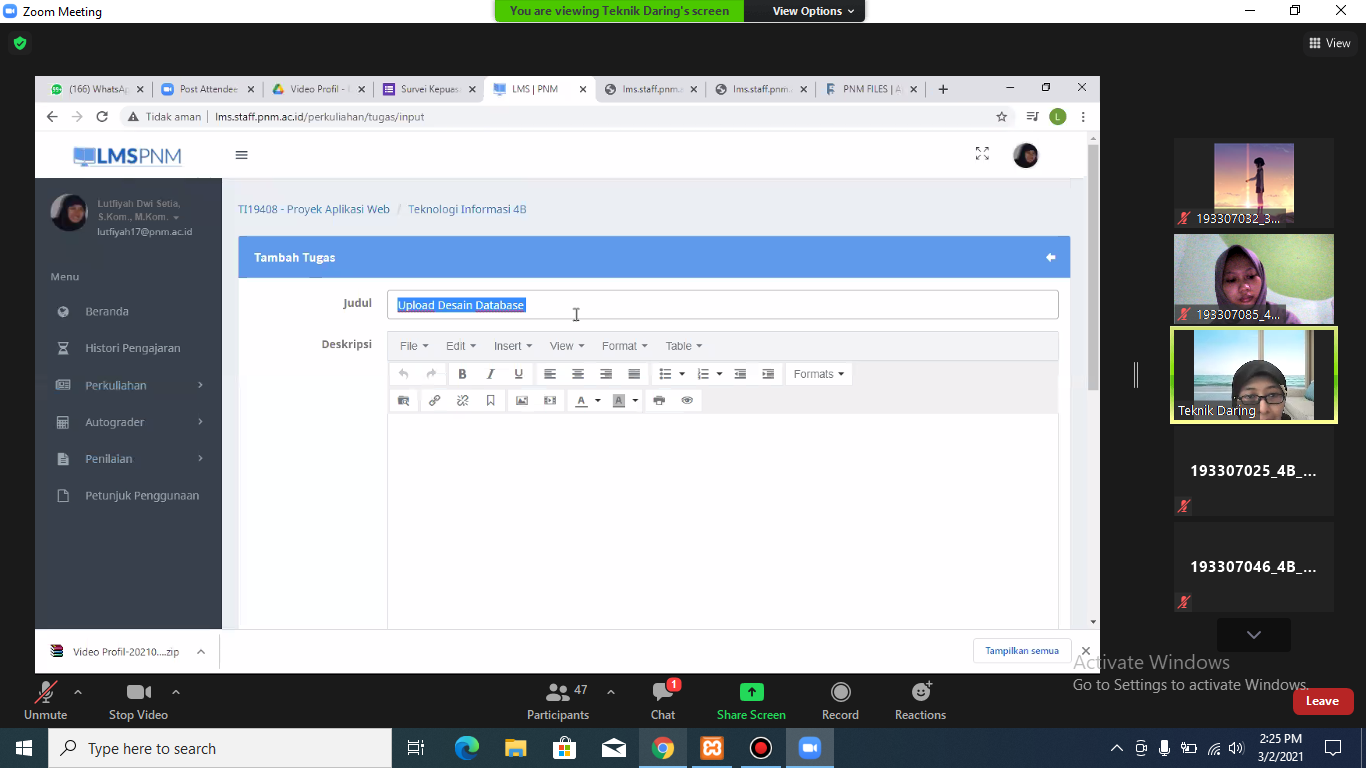 Zoom Meeting
You are viewing Teknik Daring's screen
View Options
View
(166) WhatsAp
Post Attendee
Video Profil -
Survei Kepuas
LMS | PNM
lms.staff.pnm.
lms.staff.pnm.
PNM FILES |
Tidak aman
lms.staff.pnm.ac.id/perkuliahan/tugas/input
L
LMSPNM
Lutfiyah Dwi Setia,
S.Kom., M.Kom.
lutfiyah17@pnm.ac.id
Menu
Beranda
Histori Pengajaran
Perkuliahan
Autograder
Penilaian
Petunjuk Penggunaan
TI19408 - Proyek Aplikasi Web / Teknologi Informasi 4B
Tambah Tugas
Judul
Upload Desain Database
Deskripsi
File Edit Insert View Format Table
B I U
Formats
A A
Video Profil-20210....zip
Tampilkan semua
193307032_3...
193307085_4...
Teknik Daring
193307025_4B_...
193307046_4B_...
Activate Windows
Go to Settings to activate Windows.
Unmute
Stop Video
47
Participants
1
Chat
Share Screen
Record
Reactions
Leave
Type here to search
2:25 PM
3/2/2021